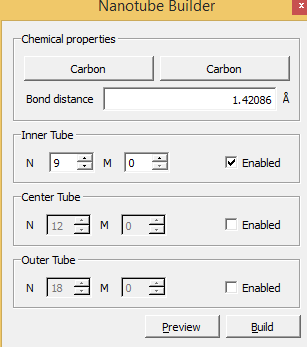 Nanotube Builder
Chemical properties
Carbon Carbon
Bond distance 1.42086 Å
Inner Tube
N 9 M 0 Enabled
Center Tube
N 12 M 0 Enabled
Outer Tube
N 18 M 0 Enabled
Preview Build